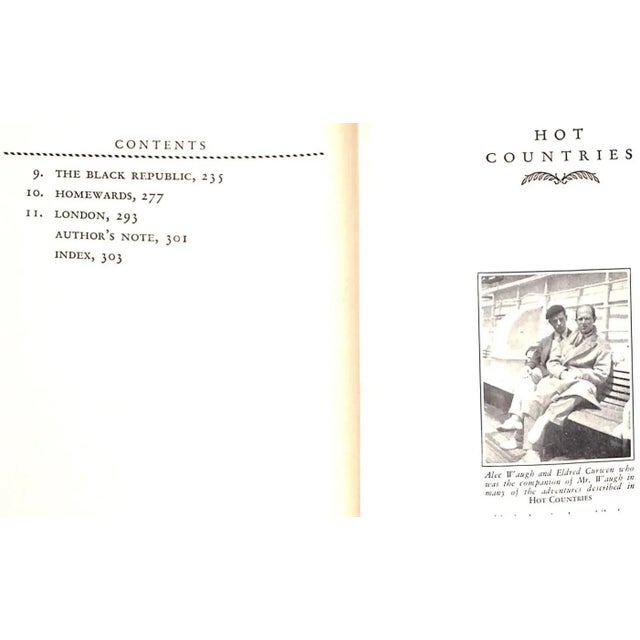 CONTENTS
9. THE BLACK REPUBLIC, 235
10. HOMEWARDS, 277
11. LONDON, 293
AUTHOR'S NOTE, 301
INDEX, 303
HOT
COUNTRIES
Alec Waugh and Eldred Curwen who
was the companion of Mr. Waugh in
many of the adventures described in
HOT COUNTRIES